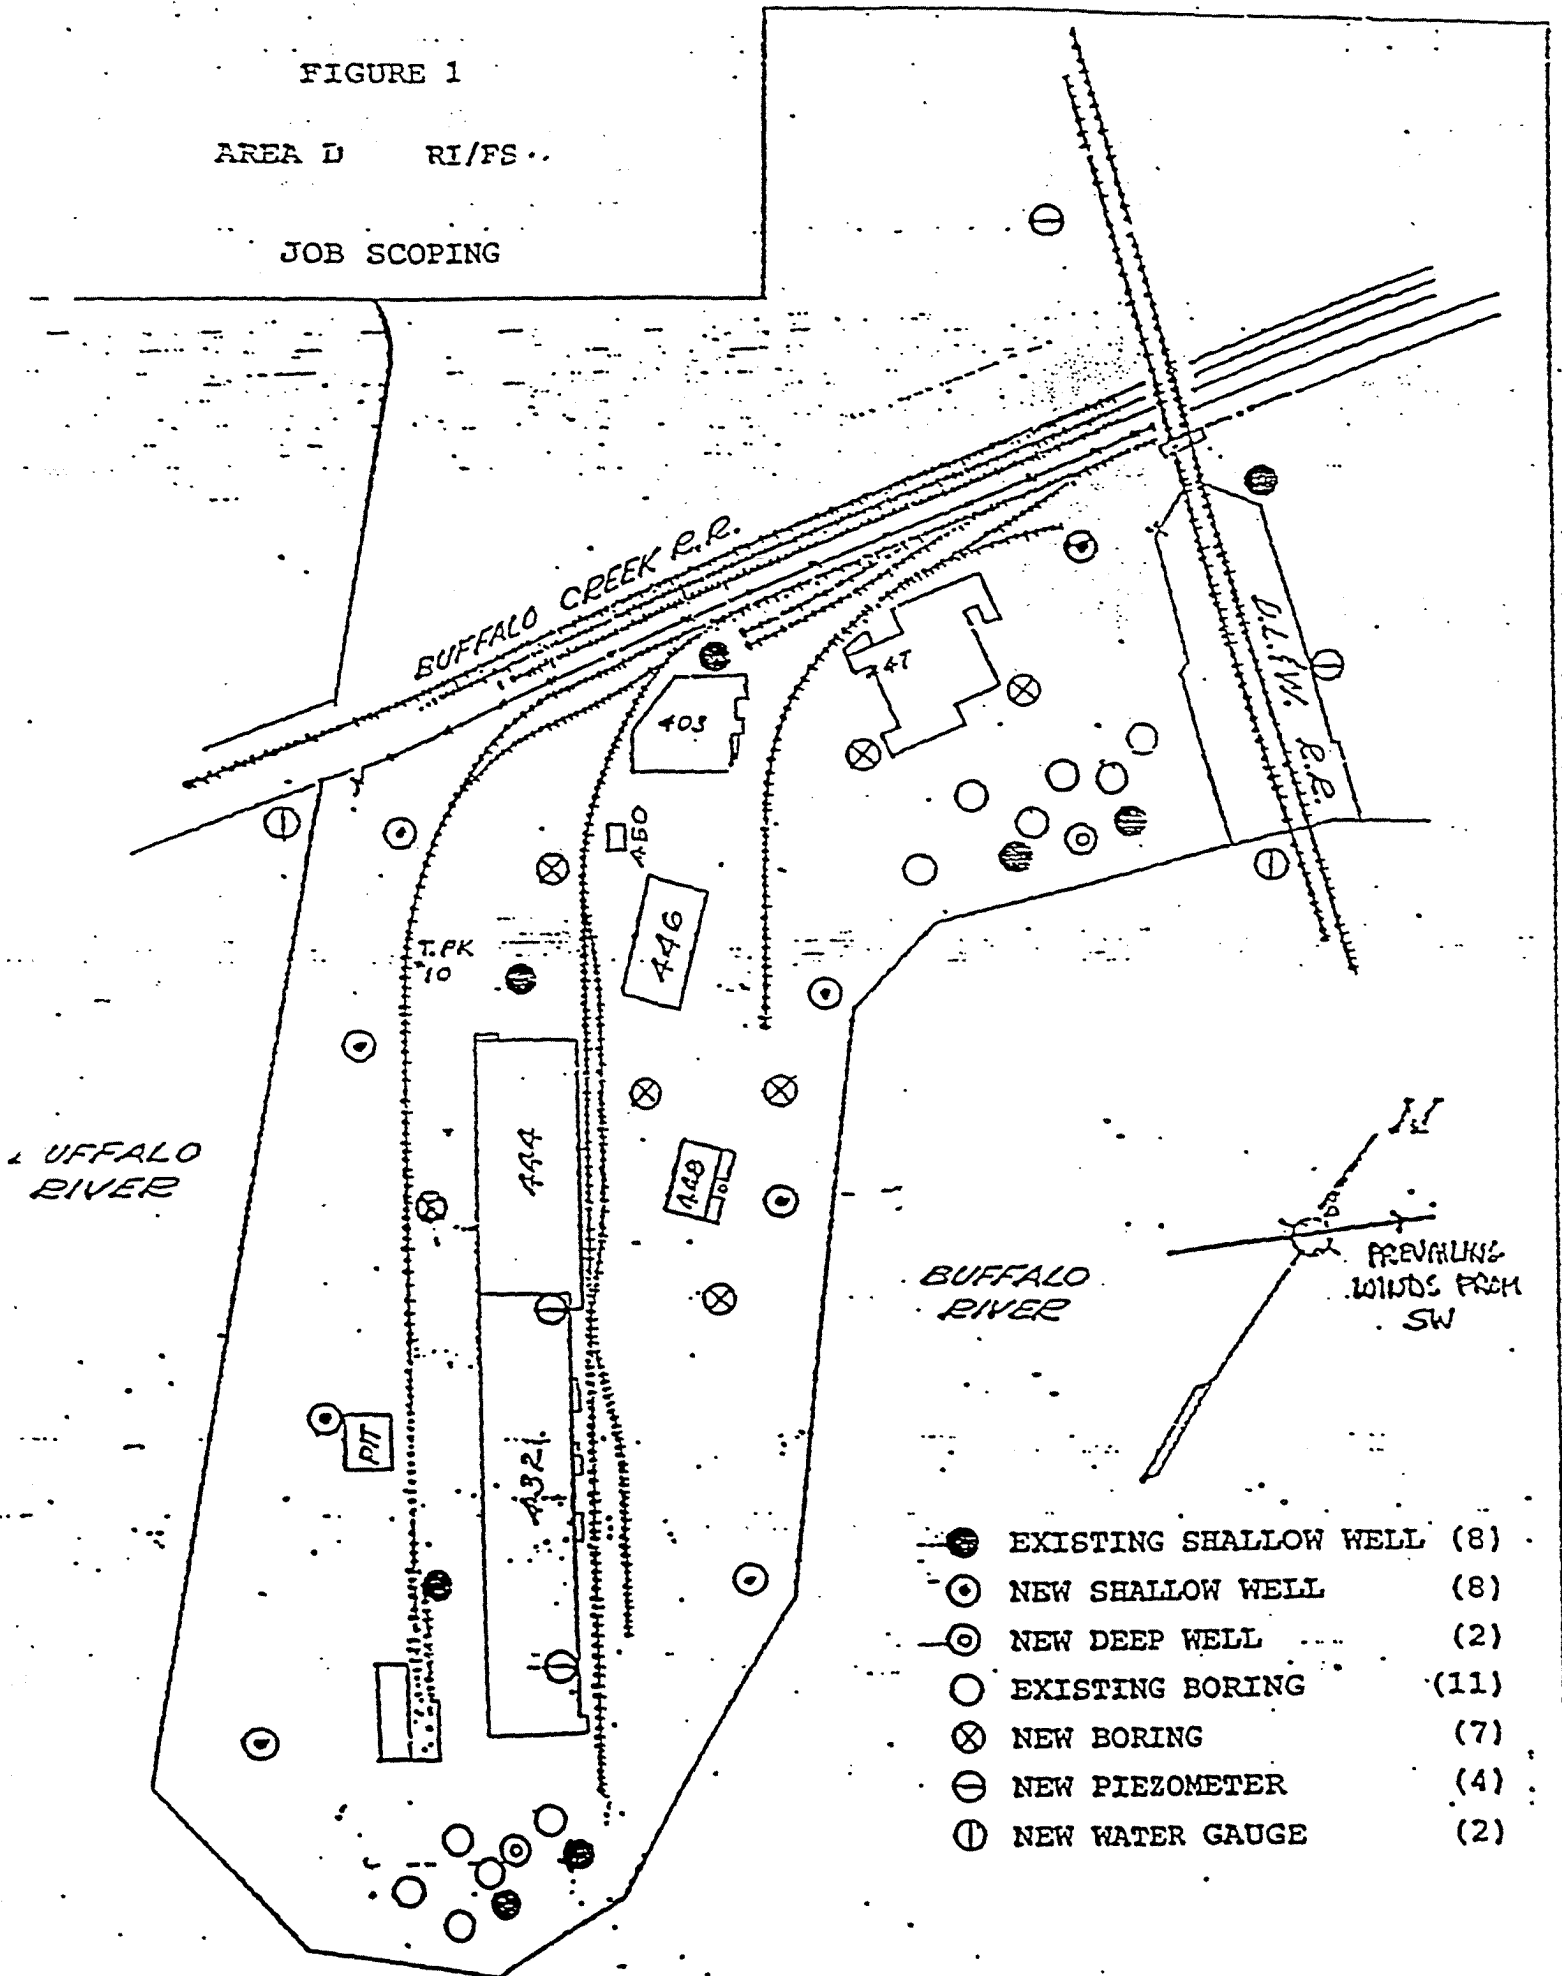 FIGURE 1
AREA D RI/FS
JOB SCOPING
BUFFALO CREEK R.R.
D.L.&W. R.R.
403
447
450
446
T.PK
10
444
448
UFFALO
RIVER
BUFFALO
RIVER
N
PREVAILING
WINDS FROM
SW
PIT
4321
EXISTING SHALLOW WELL (8)
NEW SHALLOW WELL (8)
NEW DEEP WELL (2)
EXISTING BORING (11)
NEW BORING (7)
NEW PIEZOMETER (4)
NEW WATER GAUGE (2)